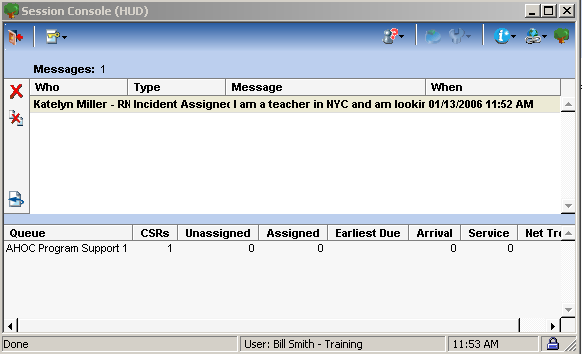 Session Console (HUD)
Messages: 1
Who Type Message When
Katelyn Miller - RN Incident Assigned I am a teacher in NYC and am lookin 01/13/2006 11:52 AM
Queue CSRs Unassigned Assigned Earliest Due Arrival Service Net Tre
AHOC Program Support 1 1 0 0 0 0
Done User: Bill Smith - Training 11:53 AM